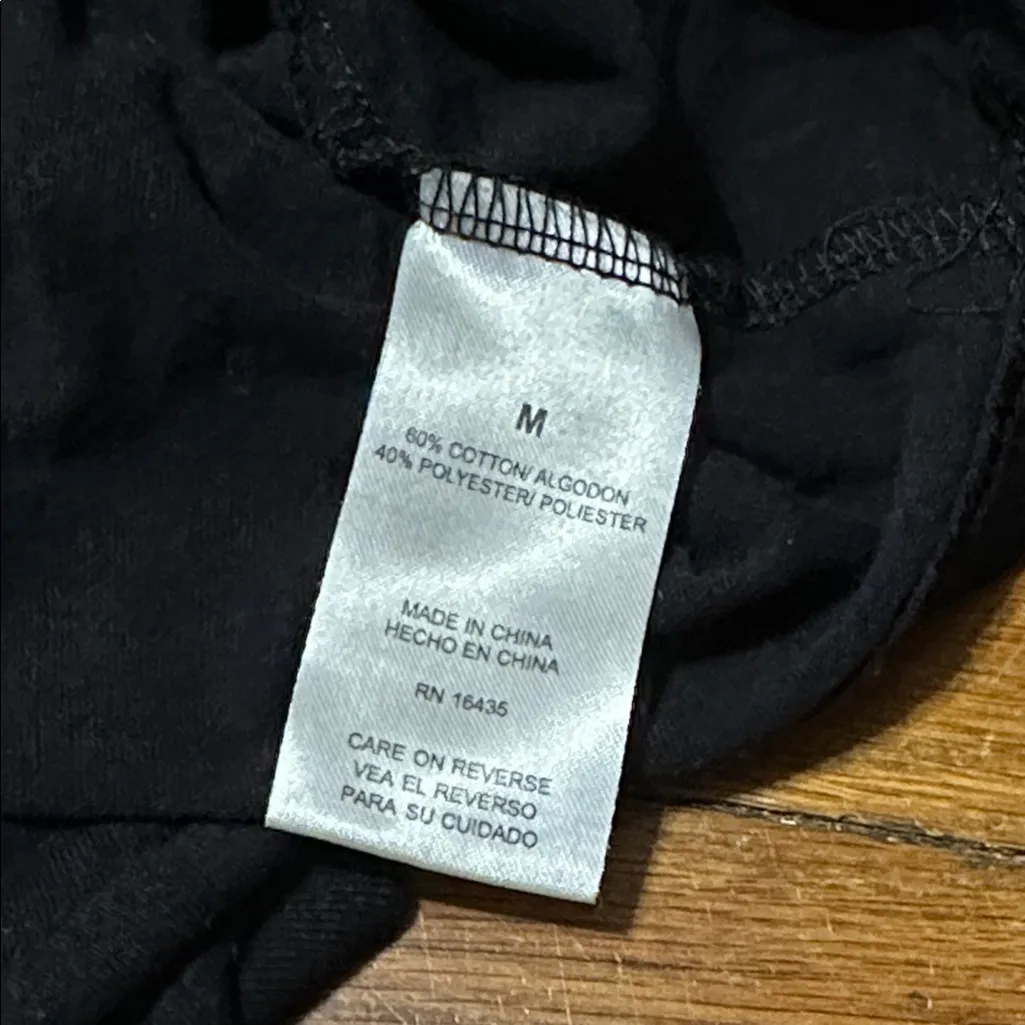 M
60% COTTON/ ALGODON
40% POLYESTER/ POLIESTER
MADE IN CHINA
HECHO EN CHINA
RN 16435
CARE ON REVERSE
VEA EL REVERSO
PARA SU CUIDADO